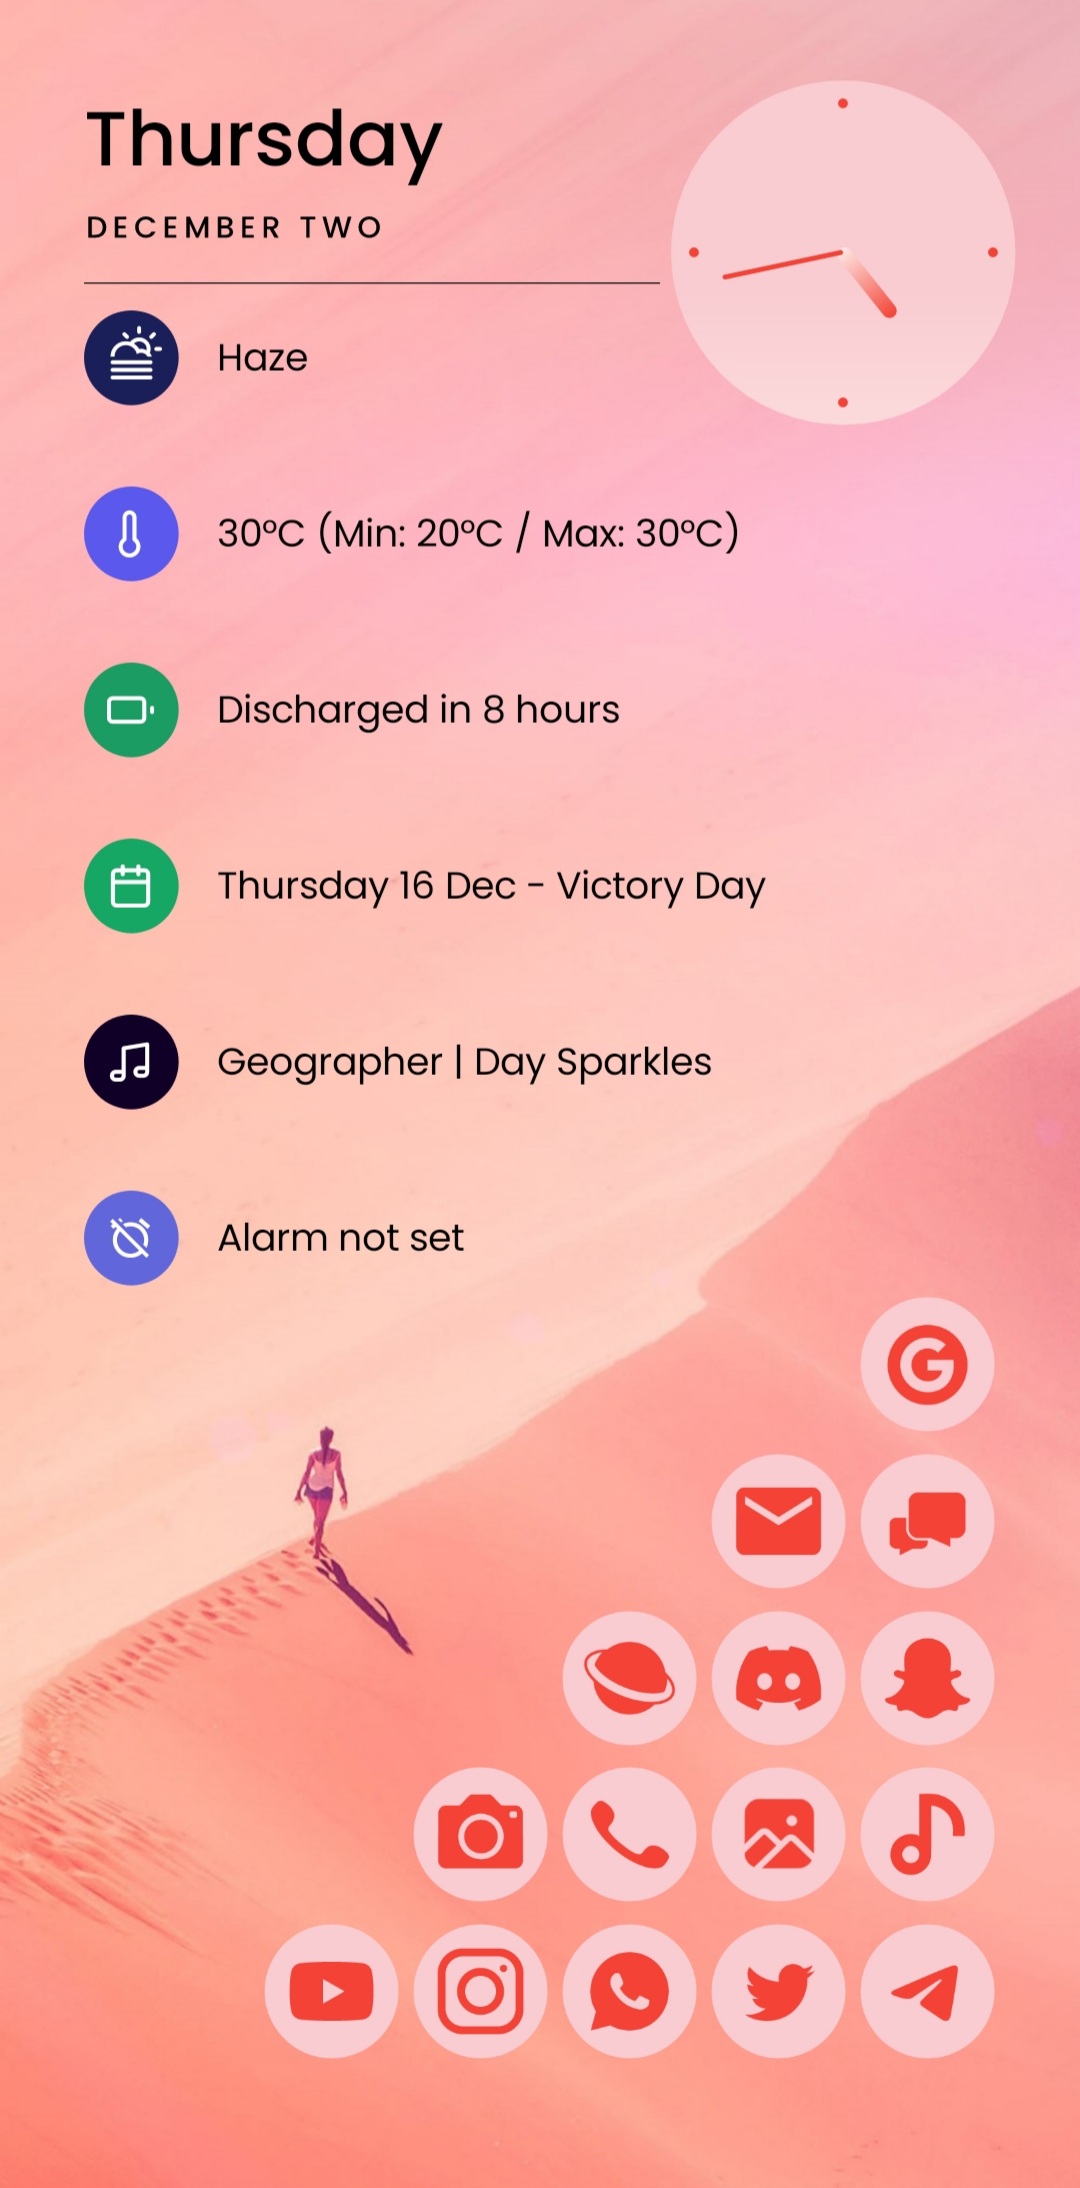 Thursday
DECEMBER TWO
Haze
30°C (Min: 20°C / Max: 30°C)
Discharged in 8 hours
Thursday 16 Dec - Victory Day
Geographer | Day Sparkles
Alarm not set
G